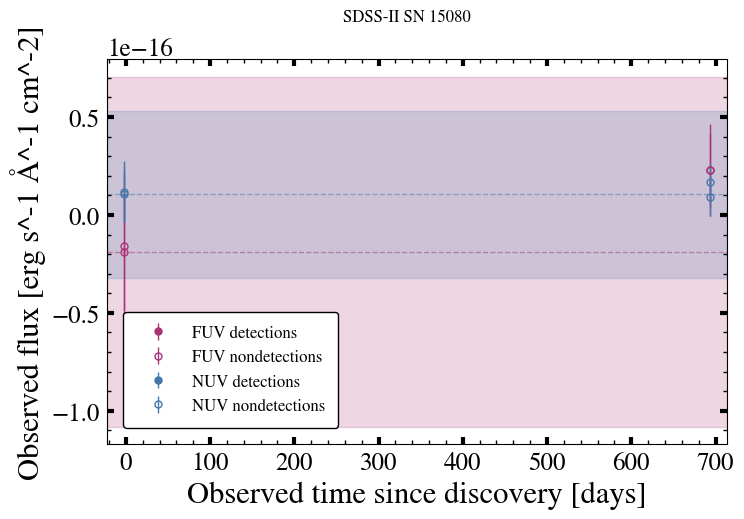 SDSS-II SN 15080
1e−16
Observed flux [erg s^-1 Å^-1 cm^-2]
0.5
0.0
−0.5
−1.0
FUV detections
FUV nondetections
NUV detections
NUV nondetections
0 100 200 300 400 500 600 700
Observed time since discovery [days]